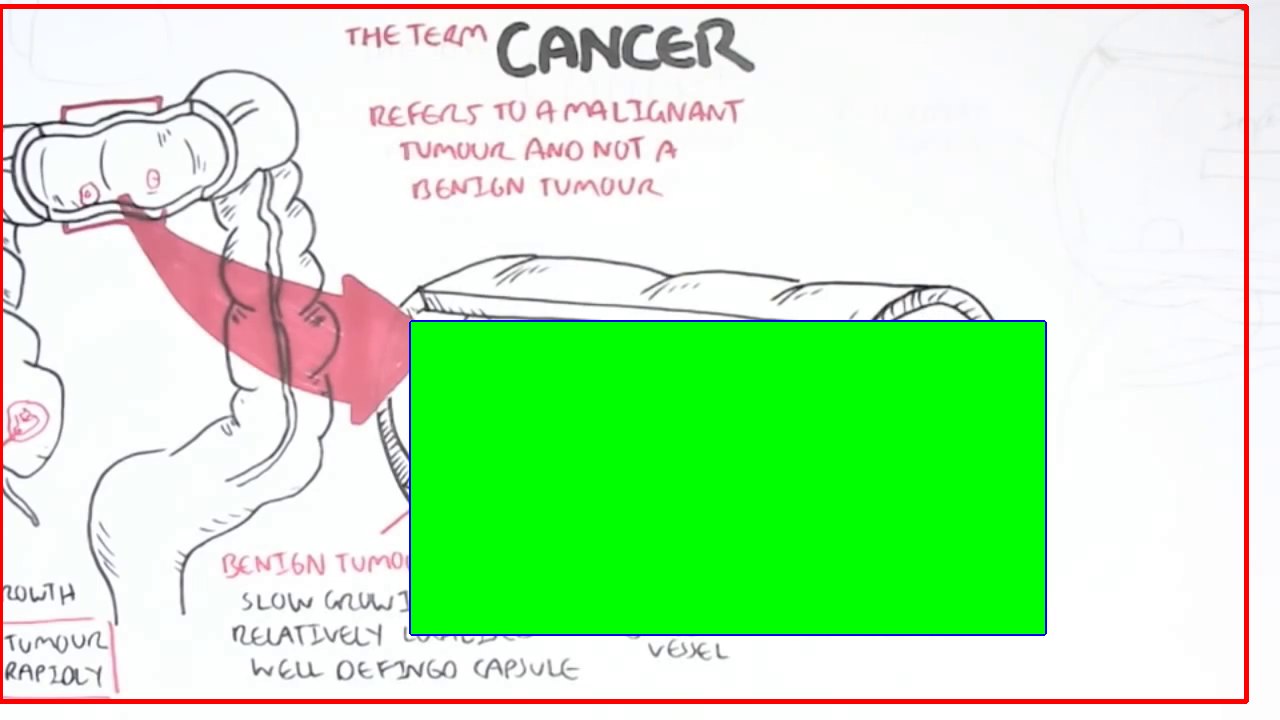 THE TERM CANCER
REFERS TO A MALIGNANT
TUMOUR AND NOT A
BENIGN TUMOUR
BENIGN TUMO
SLOW GROWI
RELATIVELY
WELL DEFINED CAPSULE
VESSEL
ROWTH
TUMOUR
RAPIDLY